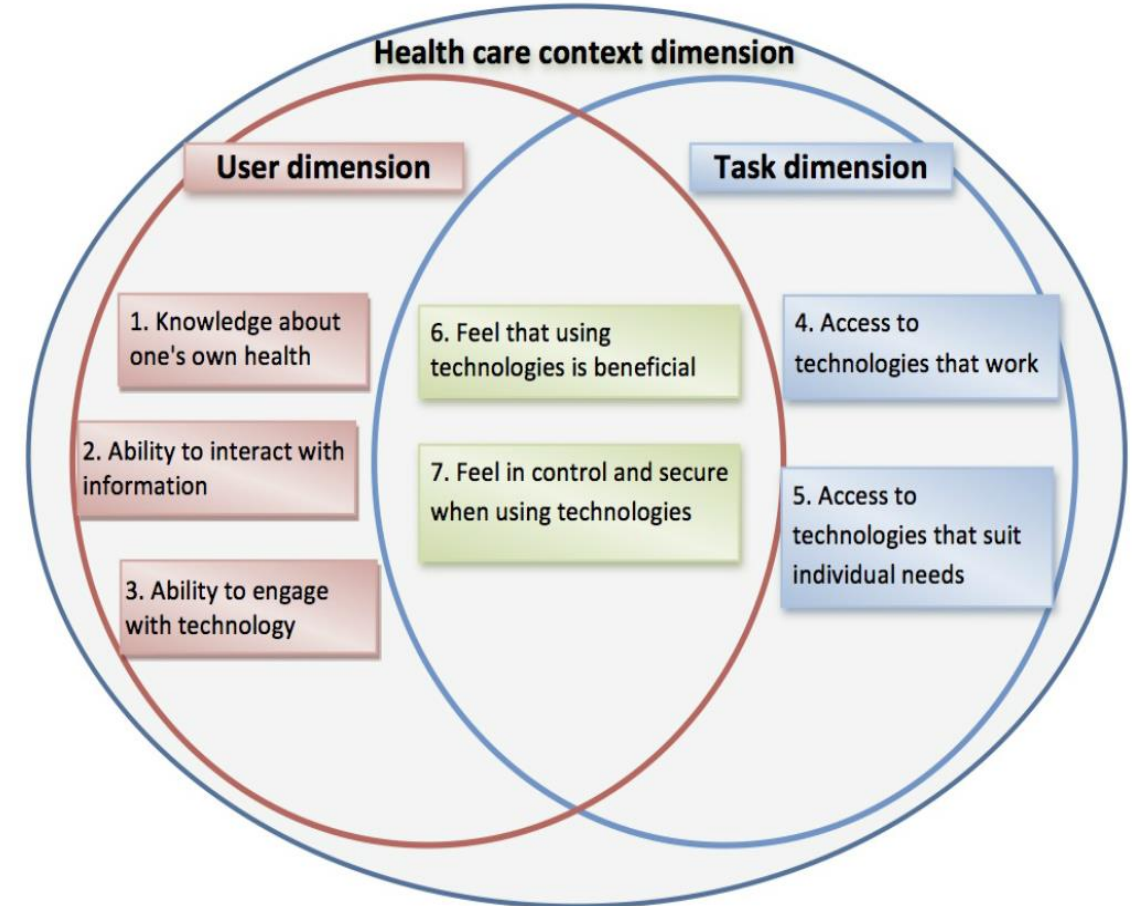 Health care context dimension
User dimension
Task dimension
1. Knowledge about
one's own health
2. Ability to interact with
information
3. Ability to engage
with technology
6. Feel that using
technologies is beneficial
7. Feel in control and secure
when using technologies
4. Access to
technologies that work
5. Access to
technologies that suit
individual needs